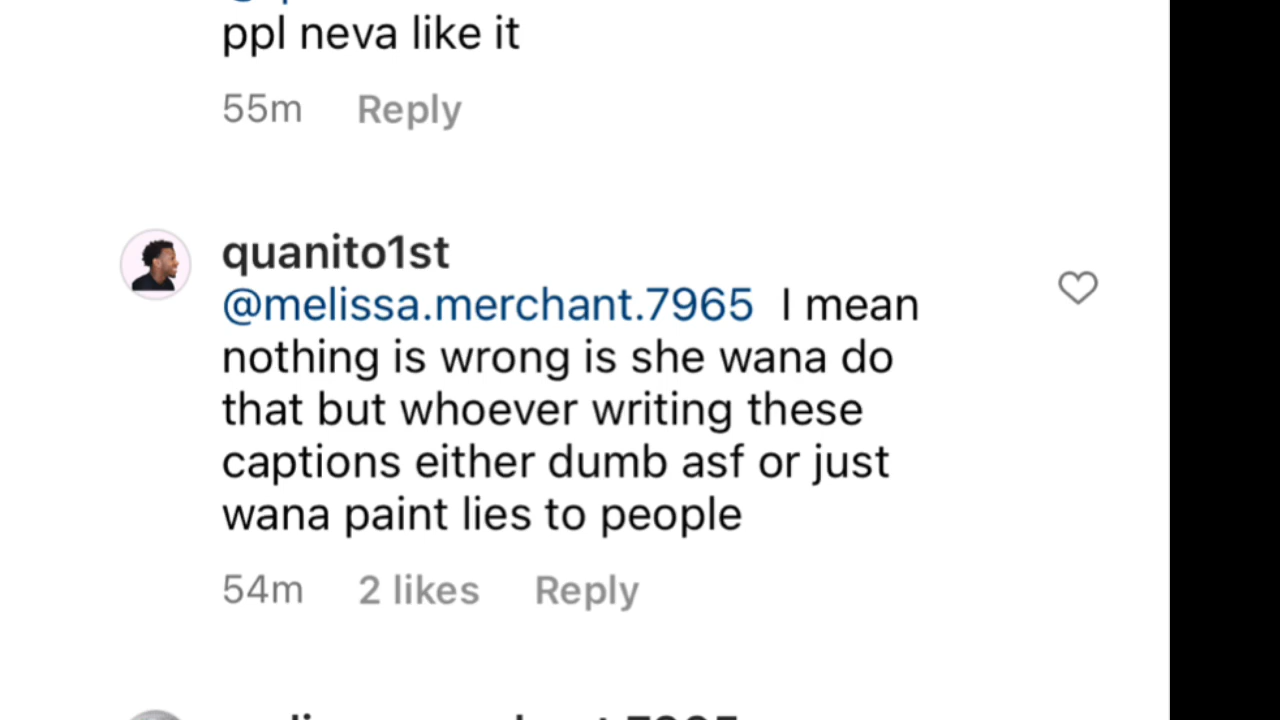 ppl neva like it
55m Reply
quanito1st
@melissa.merchant.7965 I mean
nothing is wrong is she wana do
that but whoever writing these
captions either dumb asf or just
wana paint lies to people
54m 2 likes Reply